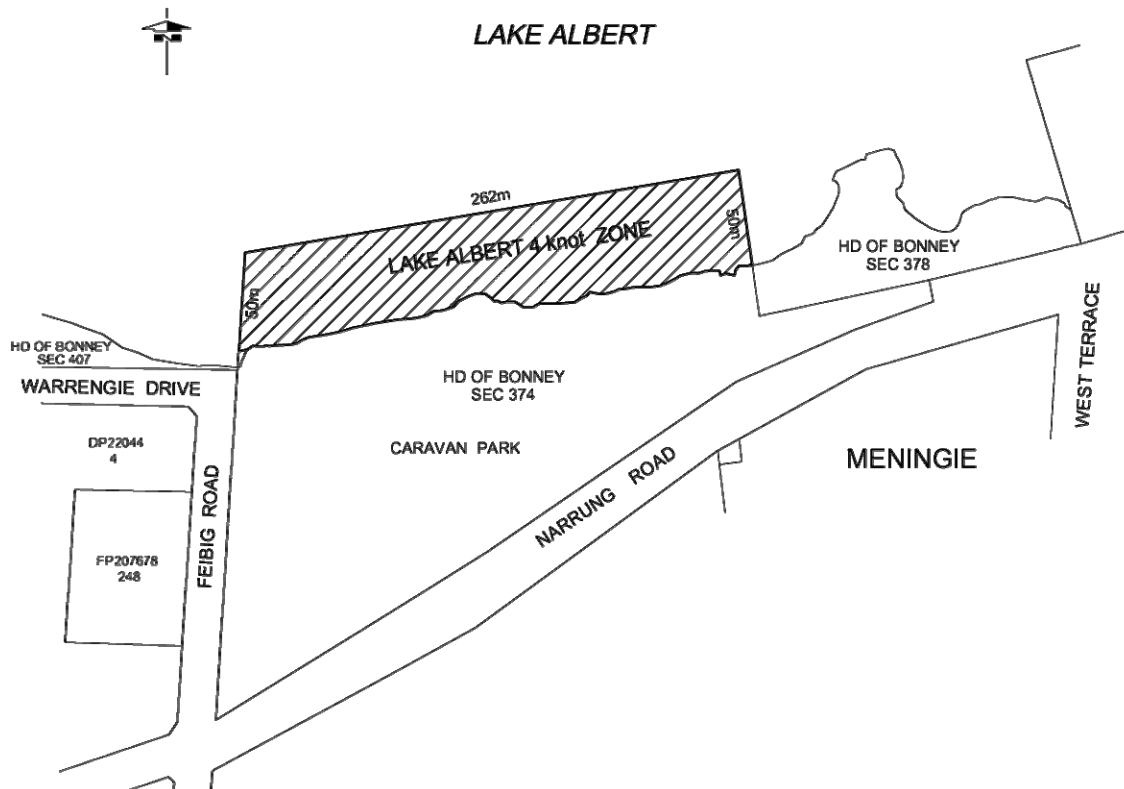 N
LAKE ALBERT
262m
50m
LAKE ALBERT 4 knot ZONE
50m
HD OF BONNEY
SEC 378
HD OF BONNEY
SEC 407
WARRENGIE DRIVE
HD OF BONNEY
SEC 374
CARAVAN PARK
DP22044
4
FEIBIG ROAD
FP207678
248
NARRUNG ROAD
MENINGIE
WEST TERRACE